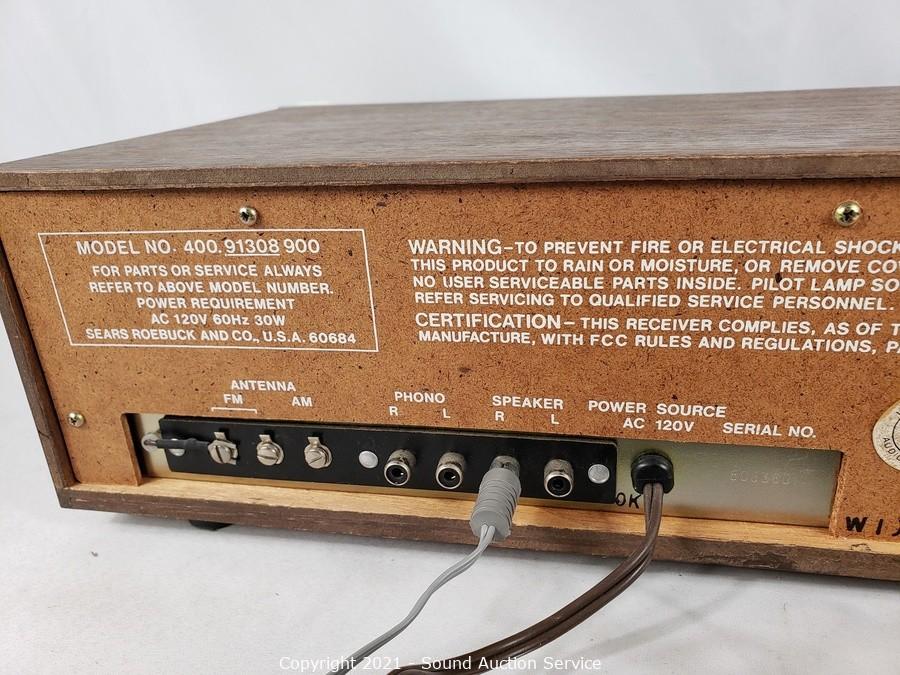 MODEL NO. 400.91308 900
FOR PARTS OR SERVICE ALWAYS
REFER TO ABOVE MODEL NUMBER.
POWER REQUIREMENT
AC 120V 60Hz 30W
SEARS ROEBUCK AND CO., U.S.A. 60684
WARNING-TO PREVENT FIRE OR ELECTRICAL SHOCK
THIS PRODUCT TO RAIN OR MOISTURE, OR REMOVE COV
NO USER SERVICEABLE PARTS INSIDE. PILOT LAMP SO
REFER SERVICING TO QUALIFIED SERVICE PERSONNEL.
CERTIFICATION- THIS RECEIVER COMPLIES, AS OF T
MANUFACTURE, WITH FCC RULES AND REGULATIONS, PA
ANTENNA
FM AM
PHONO
R L
SPEAKER
R L
POWER SOURCE
AC 120V
SERIAL NO.
OK
WIX
Copyright 2021 - Sound Auction Service